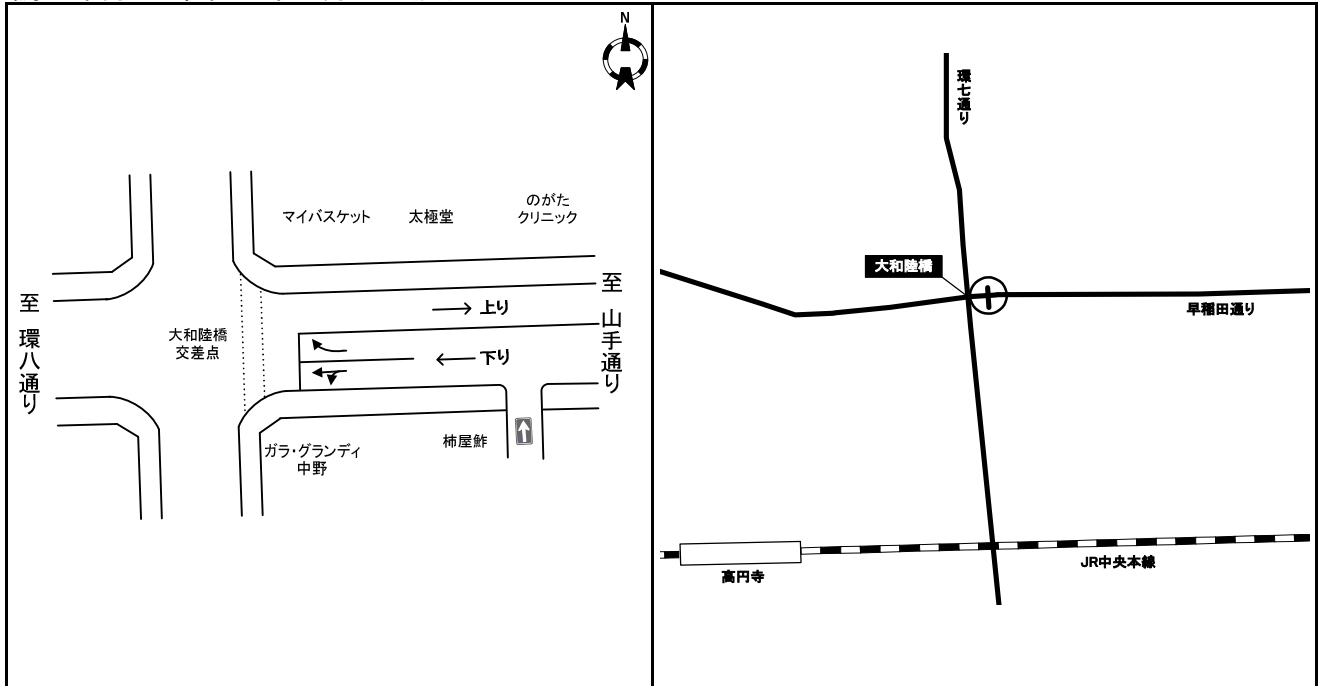 N
マイバスケット
太極堂
のがた
クリニック
至 環八通り
至 山手通り
上り
大和陸橋
交差点
下り
ガラ・グランディ
中野
柿屋鮓
環七通り
大和陸橋
早稲田通り
高円寺
JR中央本線